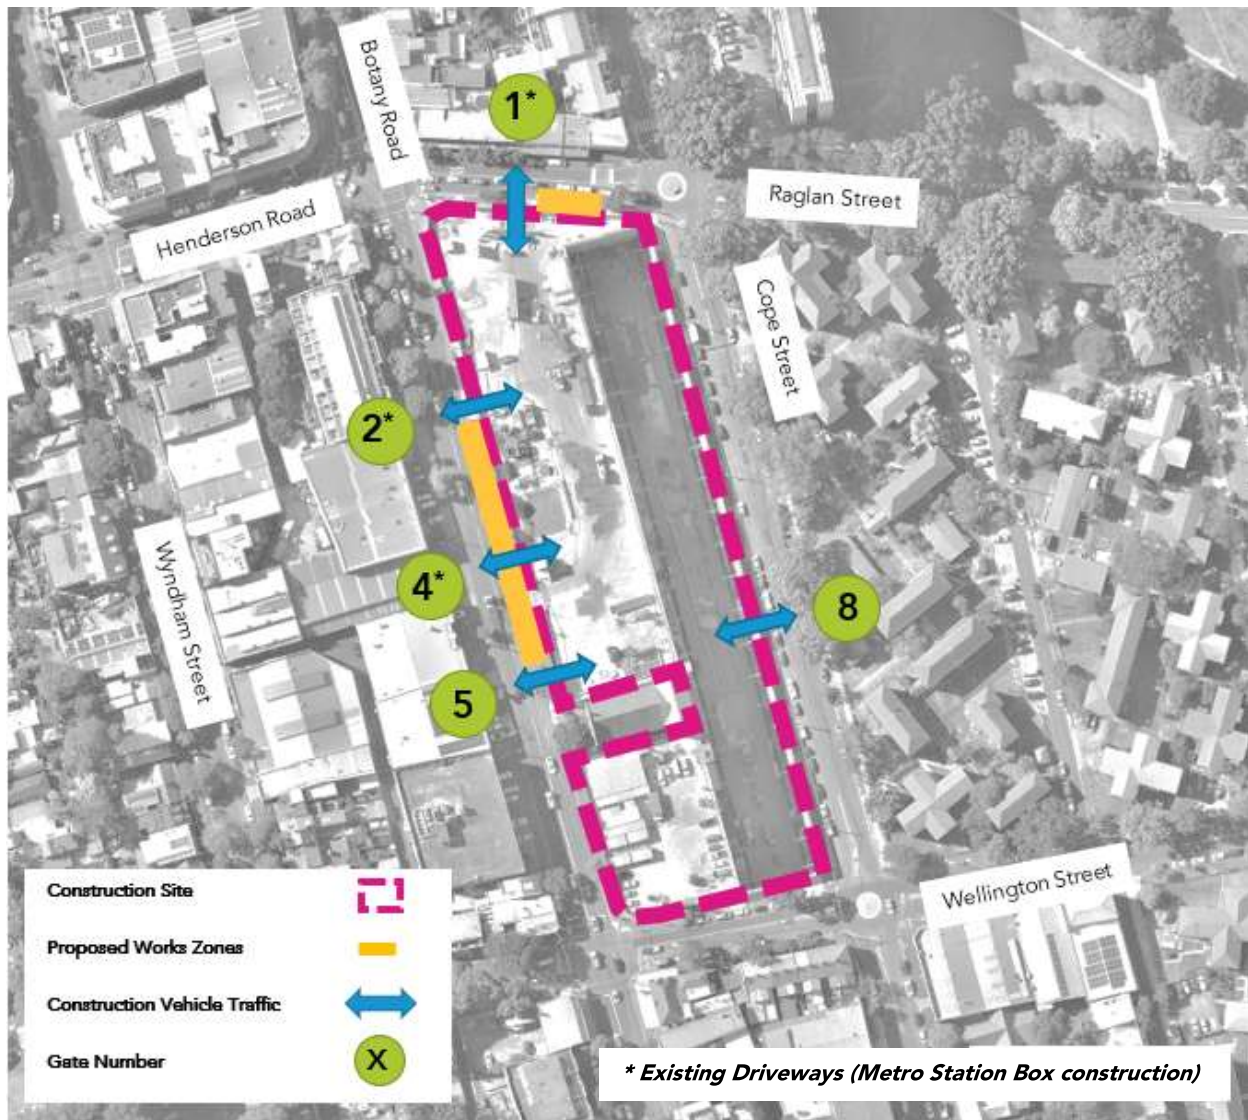 Botany Road
1*
Raglan Street
Henderson Road
Cope Street
2*
4*
8
Wyndham Street
5
Wellington Street
Construction Site
Proposed Works Zones
Construction Vehicle Traffic
Gate Number
X
* Existing Driveways (Metro Station Box construction)